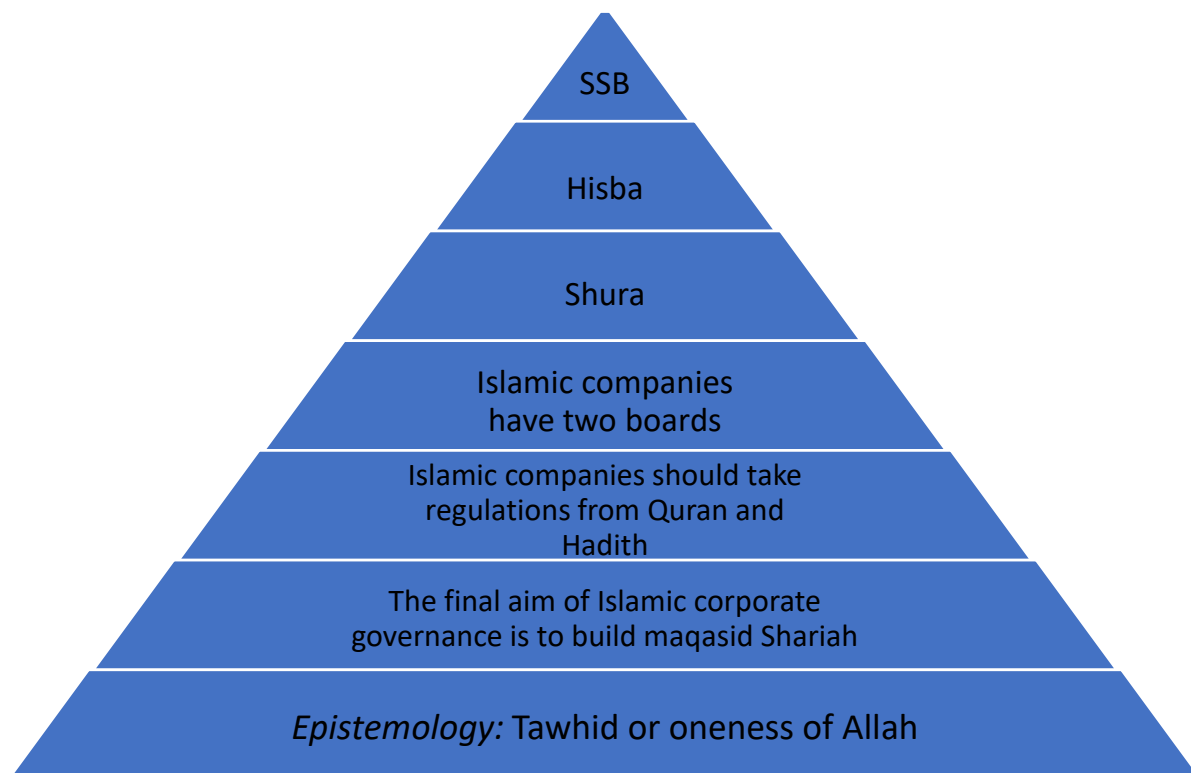 SSB
Hisba
Shura
Islamic companies
have two boards
Islamic companies should take
regulations from Quran and
Hadith
The final aim of Islamic corporate
governance is to build maqasid Shariah
Epistemology: Tawhid or oneness of Allah